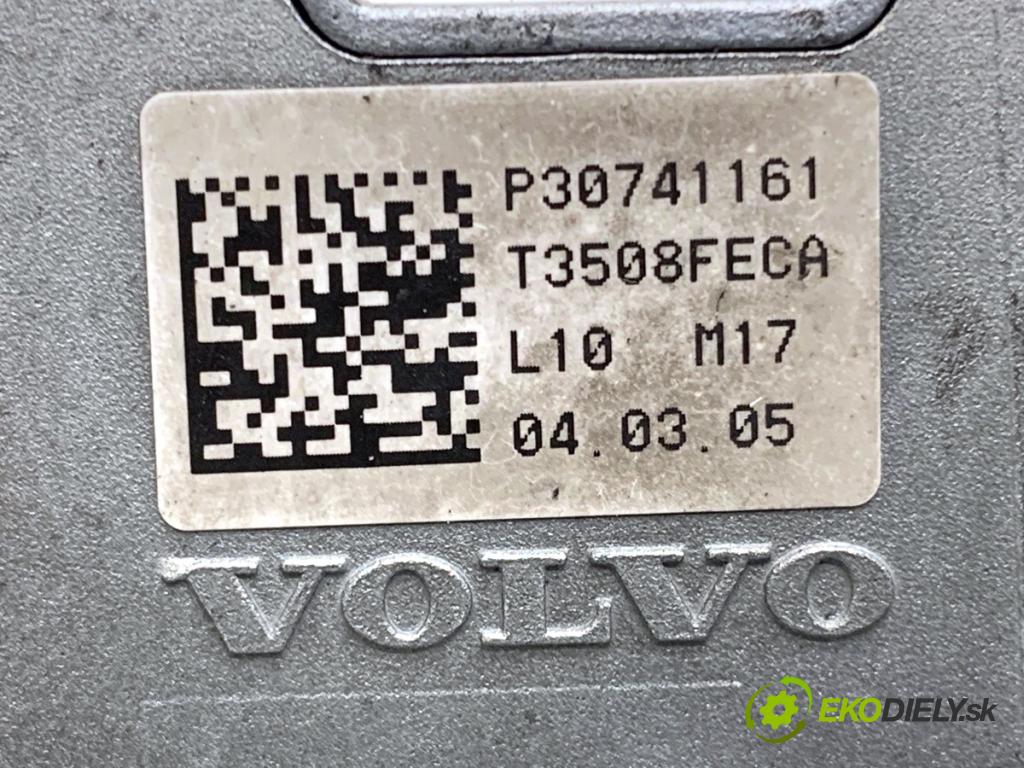 P30741161
T3508FECA
L10 M17
04.03.05
VOLVO
EKODIELY.sk